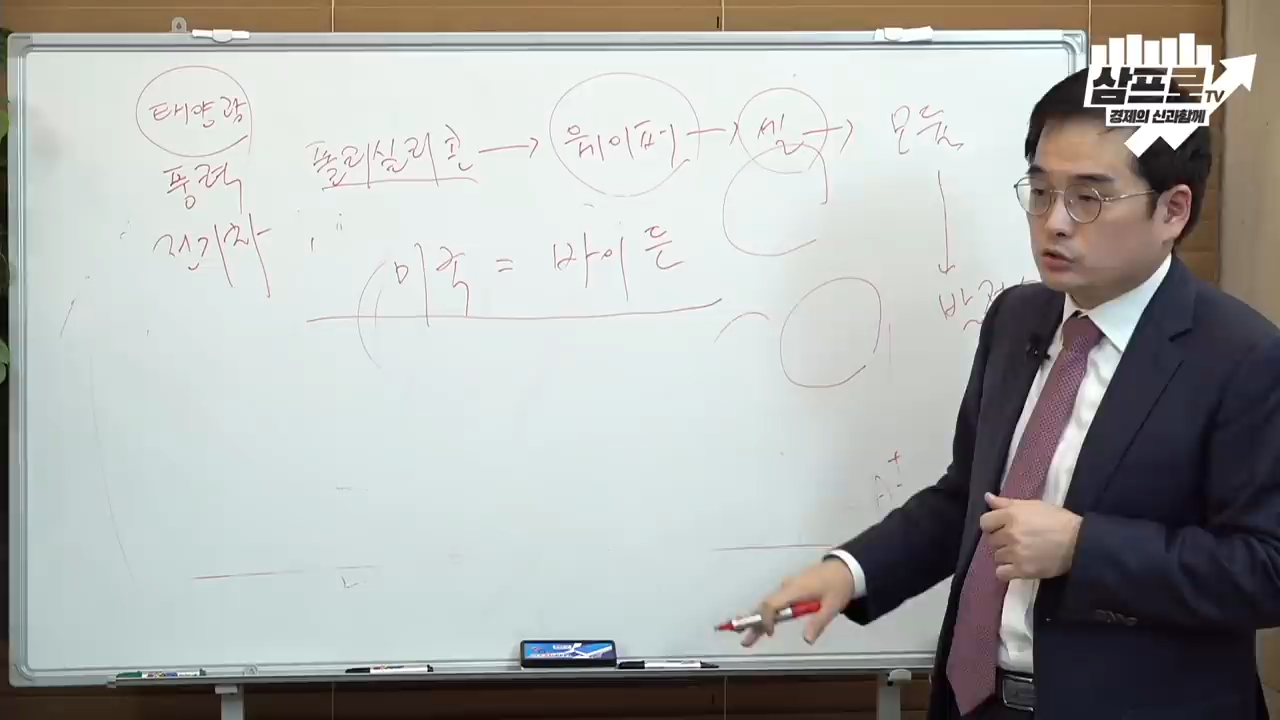 태양광
풍력
전기차
폴리실리콘 → 웨이퍼 → 셀 → 모듈
미국 = 바이든
삼프로TV
경제의 신과함께